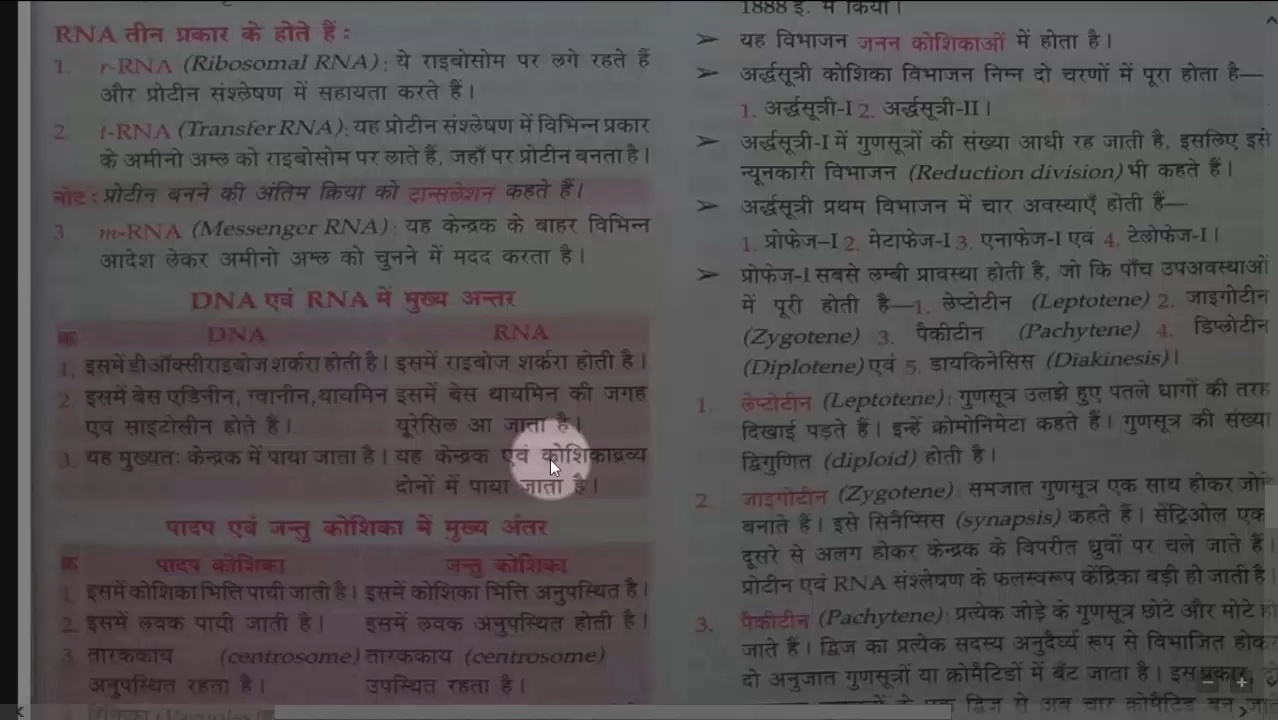 RNA तीन प्रकार के होते हैं :
1. r-RNA (Ribosomal RNA) : ये राइबोसोम पर लगे रहते हैं
और प्रोटीन संश्लेषण में सहायता करते हैं।
2. t-RNA (Transfer RNA) : यह प्रोटीन संश्लेषण में विभिन्न प्रकार
के अमीनो अम्ल को राइबोसोम पर लाते हैं, जहाँ पर प्रोटीन बनता है।
नोट : प्रोटीन बनने की अंतिम क्रिया को ट्रान्सलेशन कहते हैं।
3. m-RNA (Messenger RNA) : यह केन्द्रक के बाहर विभिन्न
आदेश लेकर अमीनो अम्ल को चुनने में मदद करता है।
DNA एवं RNA में मुख्य अन्तर
क्र DNA RNA
1. इसमें डीऑक्सीराइबोज शर्करा होती है। इसमें राइबोज शर्करा होती है।
2. इसमें बेस एडिनीन, ग्वानीन, थायमिन इसमें बेस थायमिन की जगह
एवं साइटोसीन होते हैं। यूरेसिल आ जाता है।
3. यह मुख्यतः केन्द्रक में पाया जाता है। यह केन्द्रक एवं कोशिकाद्रव्य
दोनों में पाया जाता है।
पादप एवं जन्तु कोशिका में मुख्य अंतर
क्र पादप कोशिका जन्तु कोशिका
1. इसमें कोशिका भित्ति पायी जाती है। इसमें कोशिका भित्ति अनुपस्थित है।
2. इसमें लवक पायी जाती है। इसमें लवक अनुपस्थित होती है।
3. तारककाय (centrosome) तारककाय (centrosome)
अनुपस्थित रहता है। उपस्थित रहता है।
1888 ई. में किया।
➢ यह विभाजन जनन कोशिकाओं में होता है।
➢ अर्द्धसूत्री कोशिका विभाजन निम्न दो चरणों में पूरा होता है—
1. अर्द्धसूत्री-I 2. अर्द्धसूत्री-II।
➢ अर्द्धसूत्री-I में गुणसूत्रों की संख्या आधी रह जाती है, इसलिए इसे
न्यूनकारी विभाजन (Reduction division) भी कहते हैं।
➢ अर्द्धसूत्री प्रथम विभाजन में चार अवस्थाएँ होती हैं—
1. प्रोफेज–I 2. मेटाफेज-I 3. एनाफेज-I एवं 4. टेलोफेज-I।
➢ प्रोफेज-I सबसे लम्बी प्रावस्था होती है, जो कि पाँच उपअवस्थाओं
में पूरी होती है—1. लेप्टोटीन (Leptotene) 2. जाइगोटीन
(Zygotene) 3. पैकीटीन (Pachytene) 4. डिप्लोटीन
(Diplotene) एवं 5. डायकिनेसिस (Diakinesis)।
1. लेप्टोटीन (Leptotene) : गुणसूत्र उलझे हुए पतले धागों की तरह
दिखाई पड़ते हैं। इन्हें क्रोमोनिमेटा कहते हैं। गुणसूत्र की संख्या
द्विगुणित (diploid) होती है।
2. जाइगोटीन (Zygotene) : समजात गुणसूत्र एक साथ होकर जोड़े
बनाते हैं। इसे सिनैप्सिस (synapsis) कहते हैं। सेंट्रिओल एक
दूसरे से अलग होकर केन्द्रक के विपरीत ध्रुवों पर चले जाते हैं।
प्रोटीन एवं RNA संश्लेषण के फलस्वरूप केंद्रिका बड़ी हो जाती है।
3. पैकीटीन (Pachytene) : प्रत्येक जोड़े के गुणसूत्र छोटे और मोटे हो
जाते हैं। द्विज का प्रत्येक सदस्य अनुदैर्घ्य रूप से विभाजित होकर
दो अनुजात गुणसूत्रों या क्रोमैटिडों में बँट जाता है। इस प्रकार
एक द्विज से अब चार क्रोमैटिड बन जाते